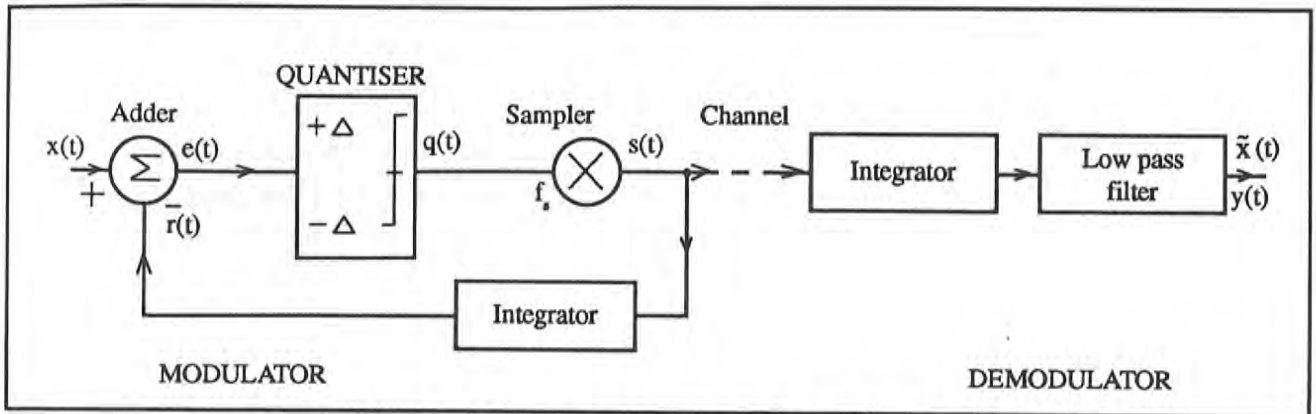 QUANTISER
Adder
Sampler
Channel
x(t)
e(t)
+ Δ
q(t)
s(t)
Σ
Integrator
Low pass
filter
x̃ (t)
y(t)
+
r̄(t)
− Δ
fs
Integrator
MODULATOR
DEMODULATOR